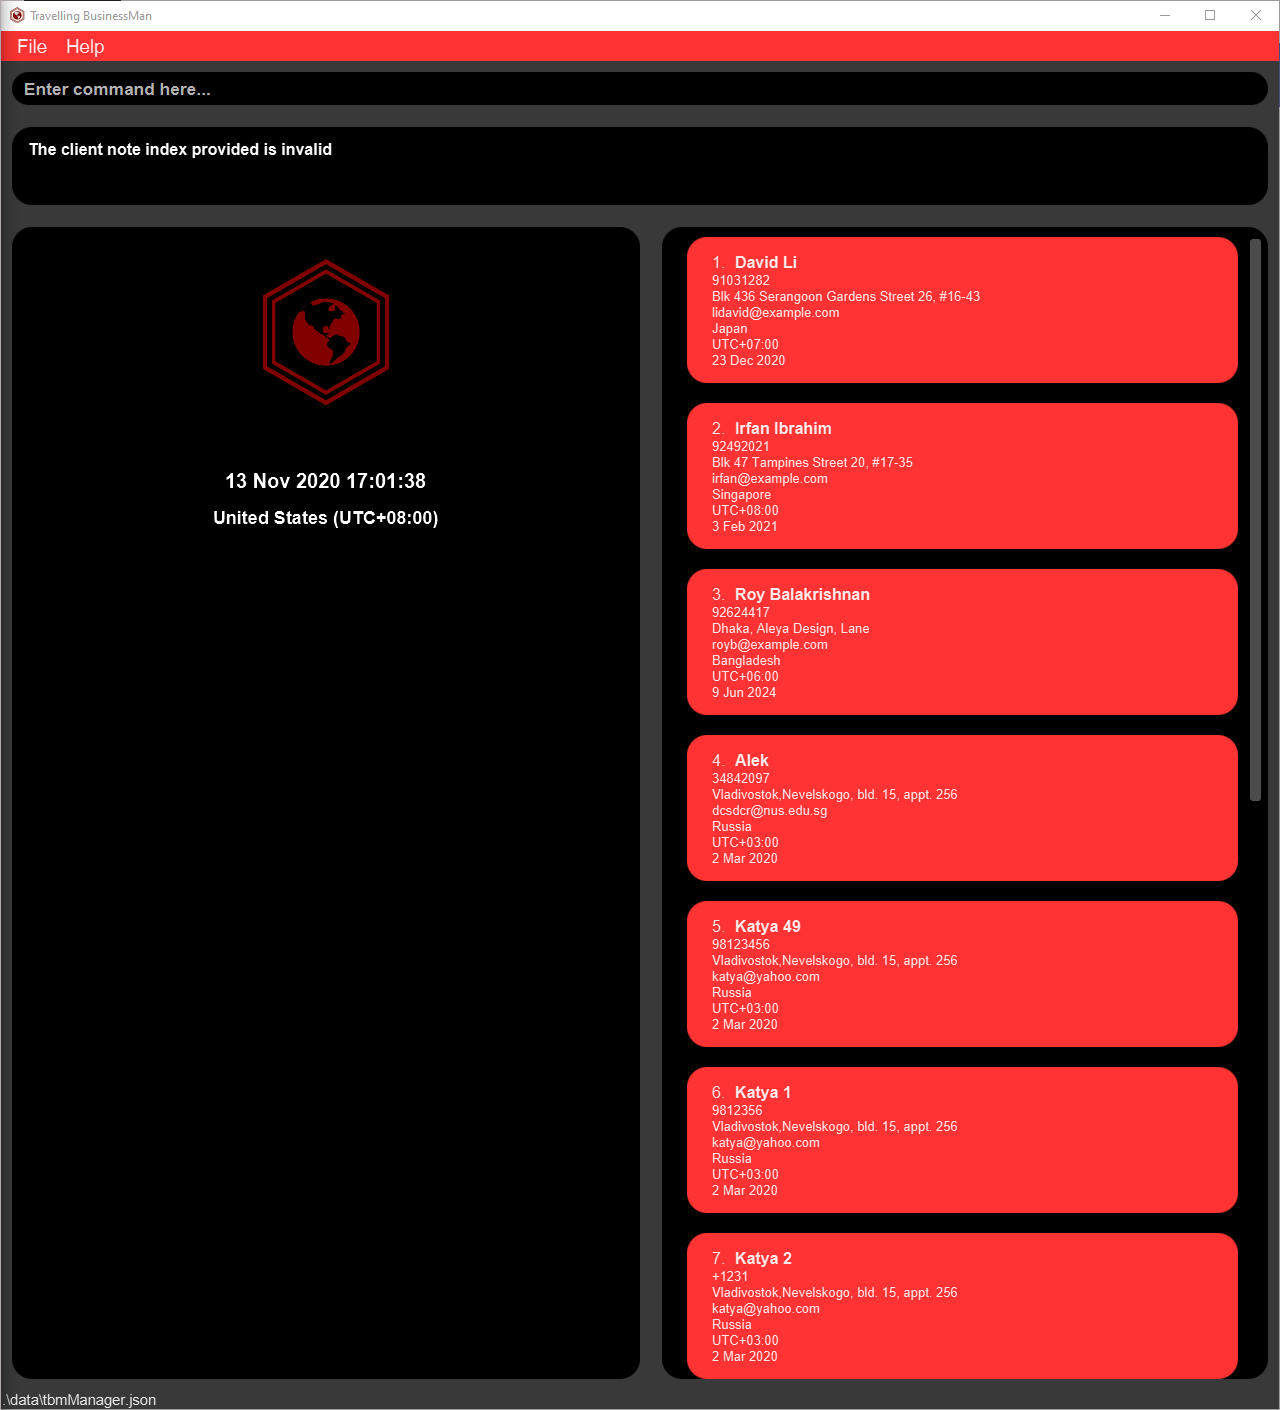 Travelling BusinessMan
File Help
Enter command here...
The client note index provided is invalid
13 Nov 2020 17:01:38
United States (UTC+08:00)
1. David Li
91031282
Blk 436 Serangoon Gardens Street 26, #16-43
lidavid@example.com
Japan
UTC+07:00
23 Dec 2020
2. Irfan Ibrahim
92492021
Blk 47 Tampines Street 20, #17-35
irfan@example.com
Singapore
UTC+08:00
3 Feb 2021
3. Roy Balakrishnan
92624417
Dhaka, Aleya Design, Lane
royb@example.com
Bangladesh
UTC+06:00
9 Jun 2024
4. Alek
34842097
Vladivostok,Nevelskogo, bld. 15, appt. 256
dcsdcr@nus.edu.sg
Russia
UTC+03:00
2 Mar 2020
5. Katya 49
98123456
Vladivostok,Nevelskogo, bld. 15, appt. 256
katya@yahoo.com
Russia
UTC+03:00
2 Mar 2020
6. Katya 1
9812356
Vladivostok,Nevelskogo, bld. 15, appt. 256
katya@yahoo.com
Russia
UTC+03:00
2 Mar 2020
7. Katya 2
+1231
Vladivostok,Nevelskogo, bld. 15, appt. 256
katya@yahoo.com
Russia
UTC+03:00
2 Mar 2020
.\data\tbmManager.json